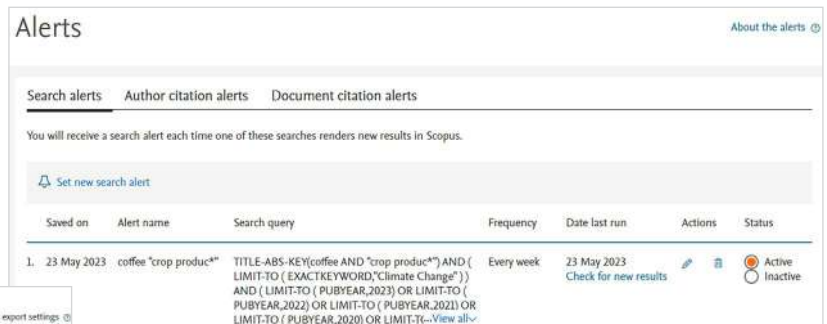 Alerts
About the alerts
Search alerts Author citation alerts Document citation alerts
You will receive a search alert each time one of these searches renders new results in Scopus.
Set new search alert
Saved on Alert name Search query Frequency Date last run Actions Status
1. 23 May 2023 coffee "crop produc*" TITLE-ABS-KEY(coffee AND "crop produc*") AND ( Every week 23 May 2023 Active
LIMIT-TO ( EXACTKEYWORD,"Climate Change" ) ) Check for new results Inactive
AND ( LIMIT-TO ( PUBYEAR,2023) OR LIMIT-TO (
PUBYEAR,2022) OR LIMIT-TO ( PUBYEAR,2021) OR
LIMIT-TO ( PUBYEAR,2020) OR LIMIT-T(...View all
export settings